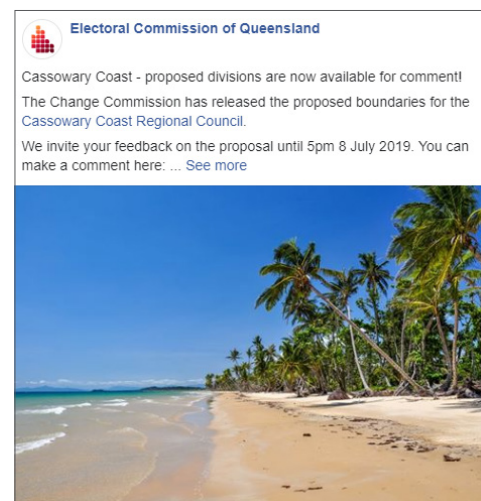 Electoral Commission of Queensland
Cassowary Coast - proposed divisions are now available for comment!
The Change Commission has released the proposed boundaries for the
Cassowary Coast Regional Council.
We invite your feedback on the proposal until 5pm 8 July 2019. You can
make a comment here: ... See more